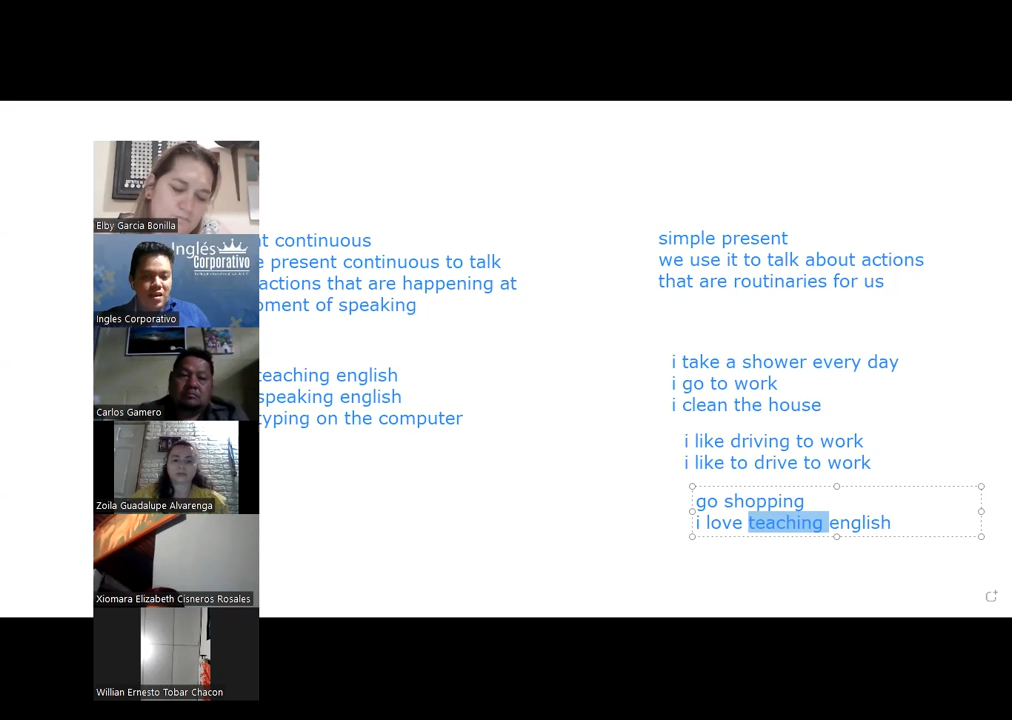 Elby Garcia Bonilla
Inglés
Corporativo
Ingles Corporativo
Carlos Gamero
Zoila Guadalupe Alvarenga
Xiomara Elizabeth Cisneros Rosales
Willian Ernesto Tobar Chacon
continuous
present continuous to talk
actions that are happening at
of speaking
teaching english
speaking english
typing on the computer
simple present
we use it to talk about actions
that are routinaries for us
i take a shower every day
i go to work
i clean the house
i like driving to work
i like to drive to work
go shopping
i love teaching english